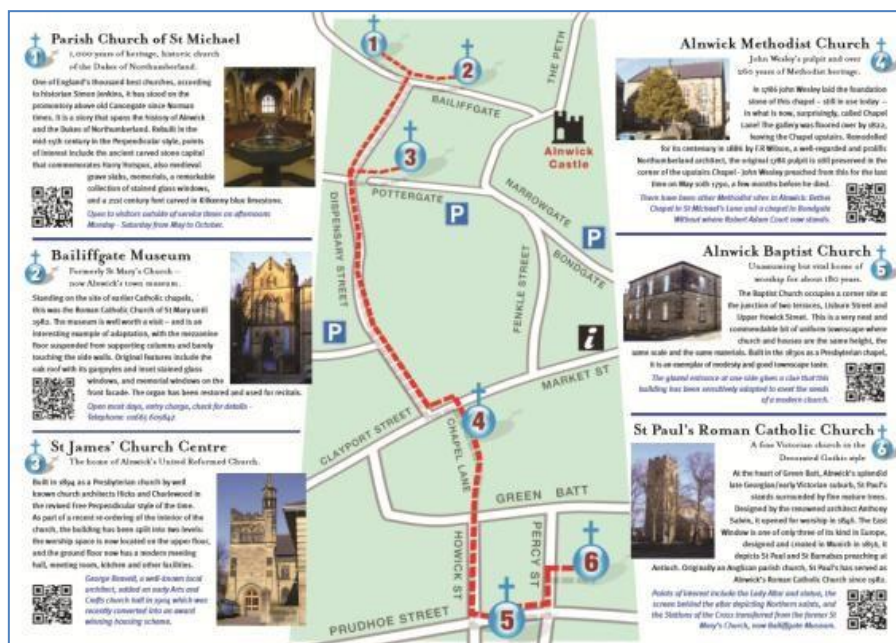 Parish Church of St Michael
1,000 years of heritage, historic church
of the Dukes of Northumberland.
One of England's thousand best churches, according
to historian Simon Jenkins, it has stood on the
promontory above old Canongate since Norman
times. It is a story that spans the history of Alnwick
and the Dukes of Northumberland. Rebuilt in the
mid-15th century in the Perpendicular style, points
of interest include the ancient carved stone capital
that commemorates Harry Hotspur, also medieval
grave slabs, memorials, a remarkable
collection of stained glass windows,
and a 21st century font carved in Kilkenny blue limestone.
Open to visitors outside of service times on afternoons
Monday - Saturday from May to October.
1
Bailiffgate Museum
Formerly St Mary's Church –
now Alnwick's town museum.
Standing on the site of earlier Catholic chapels,
this was the Roman Catholic Church of St Mary until
1982. The museum is well worth a visit – and is an
interesting example of adaptation, with the mezzanine
floor suspended from supporting columns and barely
touching the side walls. Original features include the
oak roof with its gargoyles and inset stained glass
windows, and memorial windows on the
front facade. The organ has been restored and used for recitals.
Open most days, entry charge, check for details -
Telephone: 01665 605847.
2
St James' Church Centre
The home of Alnwick's United Reformed Church.
Built in 1894 as a Presbyterian church by well
known church architects Hicks and Charlewood in
the revised Free Perpendicular style of the time.
As part of a recent re-ordering of the interior of the
church, the building has been split into two levels:
the worship space is now located on the upper floor,
and the ground floor now has a modern meeting
hall, meeting room, kitchen and other facilities.
George Reavell, a well-known local
architect, added an early Arts and
Crafts church hall in 1904 which was
recently converted into an award
winning housing scheme.
3
1
2
THE PETH
BAILIFFGATE
Alnwick
Castle
3
POTTERGATE
P
NARROWGATE
P
DISPENSARY STREET
BONDGATE
FENKLE STREET
P
i
MARKET ST
4
CLAYPORT STREET
CHAPEL LANE
GREEN BATT
HOWICK ST
PERCY ST
6
5
PRUDHOE STREET
Alnwick Methodist Church
John Wesley's pulpit and over
260 years of Methodist heritage.
In 1786 John Wesley laid the foundation
stone of this chapel – still in use today –
in what is now, surprisingly, called Chapel
Lane! The gallery was floored over by 1822,
leaving the Chapel upstairs. Remodelled
for its centenary in 1886 by F.R Wilson, a well-regarded and prolific
Northumberland architect, the original 1786 pulpit is still preserved in the
corner of the upstairs Chapel - John Wesley preached from this for the last
time on May 10th 1790, a few months before he died.
There have been other Methodist sites in Alnwick: Bethel
Chapel in St Michael's Lane and a chapel in Bondgate
Without where Robert Adam Court now stands.
4
Alnwick Baptist Church
Unassuming but vital home of
worship for about 180 years.
The Baptist Church occupies a corner site at
the junction of two terraces, Lisburn Street and
Upper Howick Street. This is a very neat and
commendable bit of uniform townscape where
church and houses are the same height, the
same scale and the same materials. Built in the 1830s as a Presbyterian chapel,
it is an exemplar of modesty and good townscape taste.
The glazed entrance at one side gives a clue that this
building has been sensitively adapted to meet the needs
of a modern church.
5
St Paul's Roman Catholic Church
A fine Victorian church in the
Decorated Gothic style
At the heart of Green Batt, Alnwick's splendid
late Georgian/early Victorian suburb, St Paul's
stands surrounded by fine mature trees.
Designed by the renowned architect Anthony
Salvin, it opened for worship in 1846. The East
Window is one of only three of its kind in Europe,
designed and created in Munich in 1856, it
depicts St Paul and St Barnabas preaching at
Antioch. Originally an Anglican parish church, St Paul's has served as
Alnwick's Roman Catholic Church since 1982.
Points of interest include the Lady Altar and statue, the
screen behind the altar depicting Northern saints, and
the Stations of the Cross transferred from the former St
Mary's Church, now Bailiffgate Museum.
6